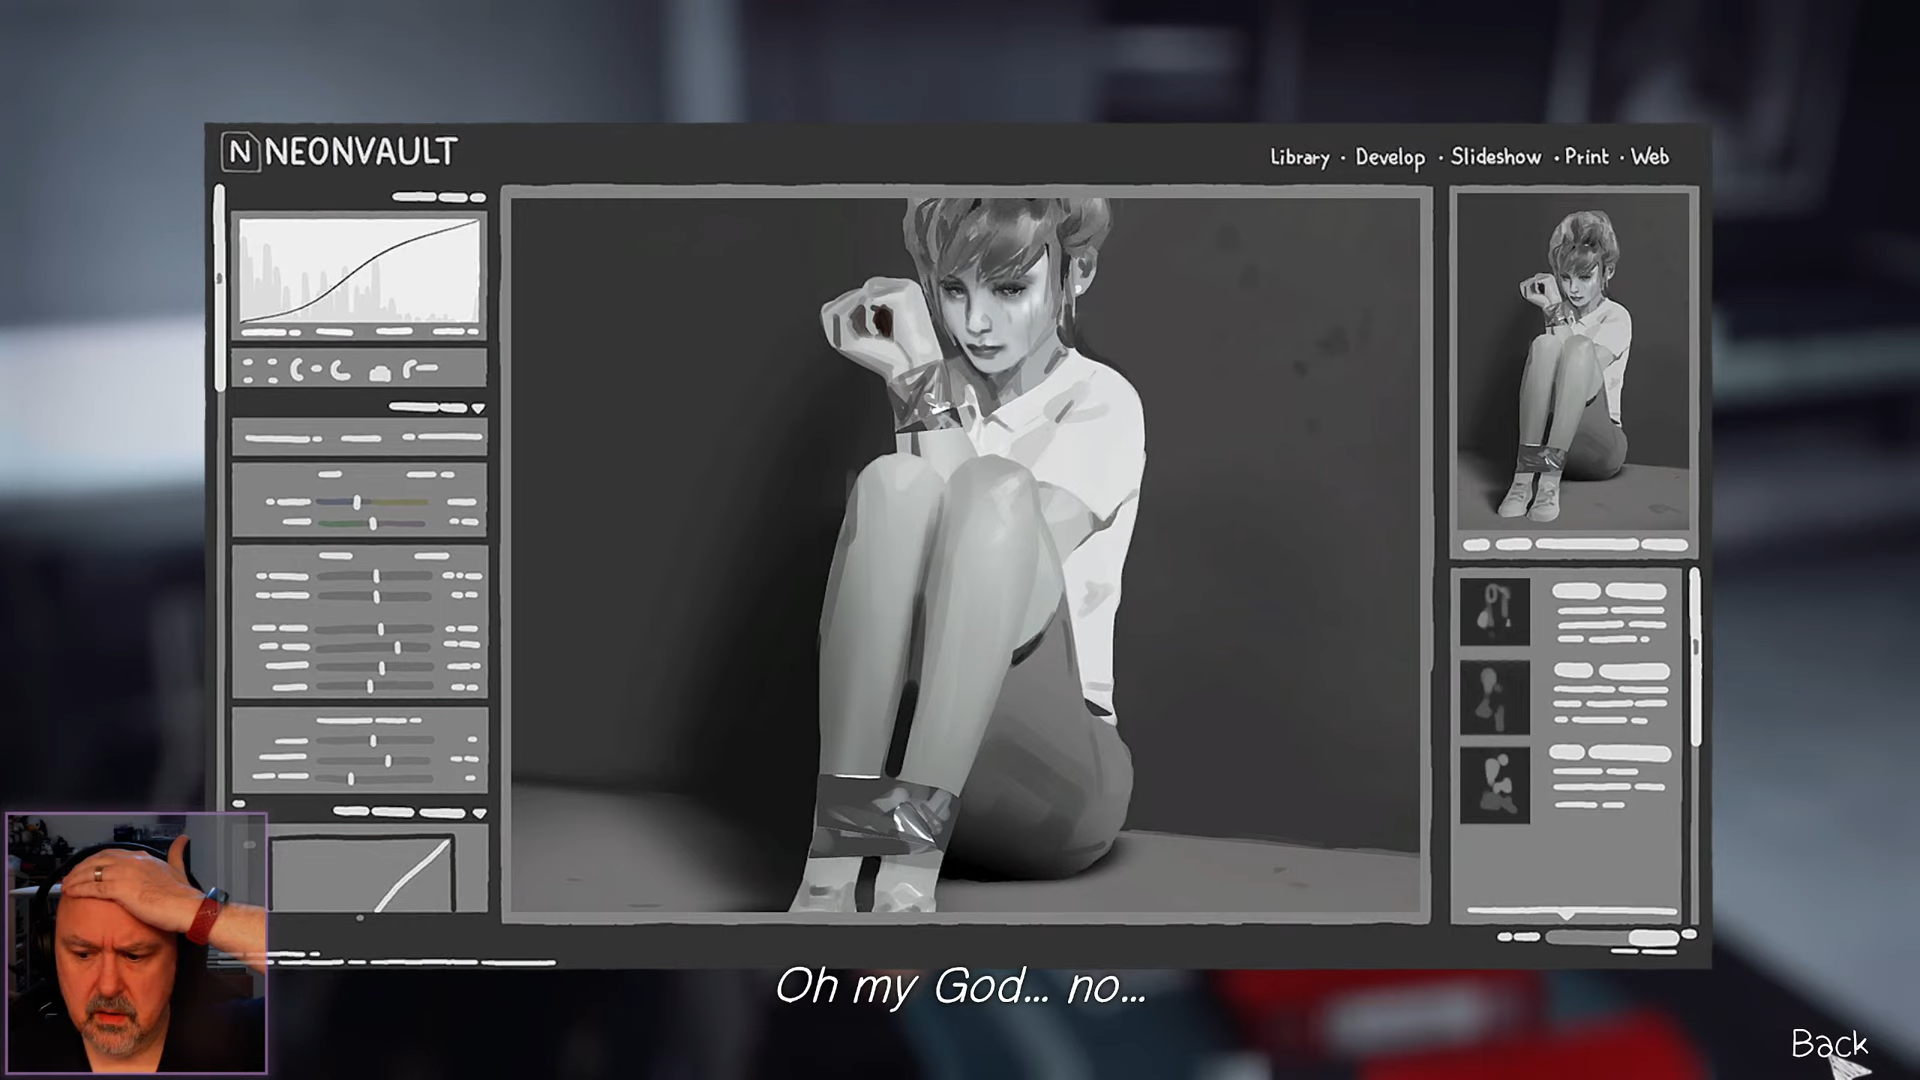 N NEONVAULT
Library · Develop · Slideshow · Print · Web
Oh my God... no...
Back